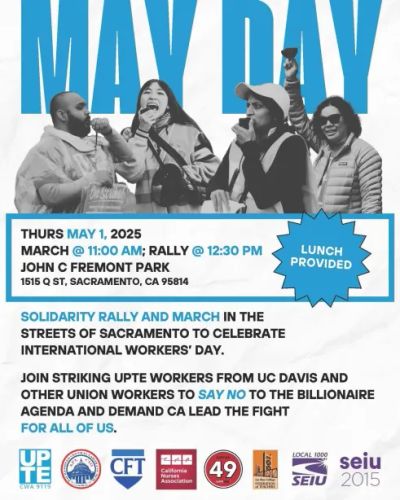 MAY DAY
THURS MAY 1, 2025
MARCH @ 11:00 AM; RALLY @ 12:30 PM
JOHN C FREMONT PARK
1515 Q ST, SACRAMENTO, CA 95814
LUNCH
PROVIDED
SOLIDARITY RALLY AND MARCH IN THE
STREETS OF SACRAMENTO TO CELEBRATE
INTERNATIONAL WORKERS' DAY.
JOIN STRIKING UPTE WORKERS FROM UC DAVIS AND
OTHER UNION WORKERS TO SAY NO TO THE BILLIONAIRE
AGENDA AND DEMAND CA LEAD THE FIGHT
FOR ALL OF US.
UP
TE
CWA 9119
CFT
California
Nurses
Association
49
LOCAL 1000
SEIU
seiu
2015